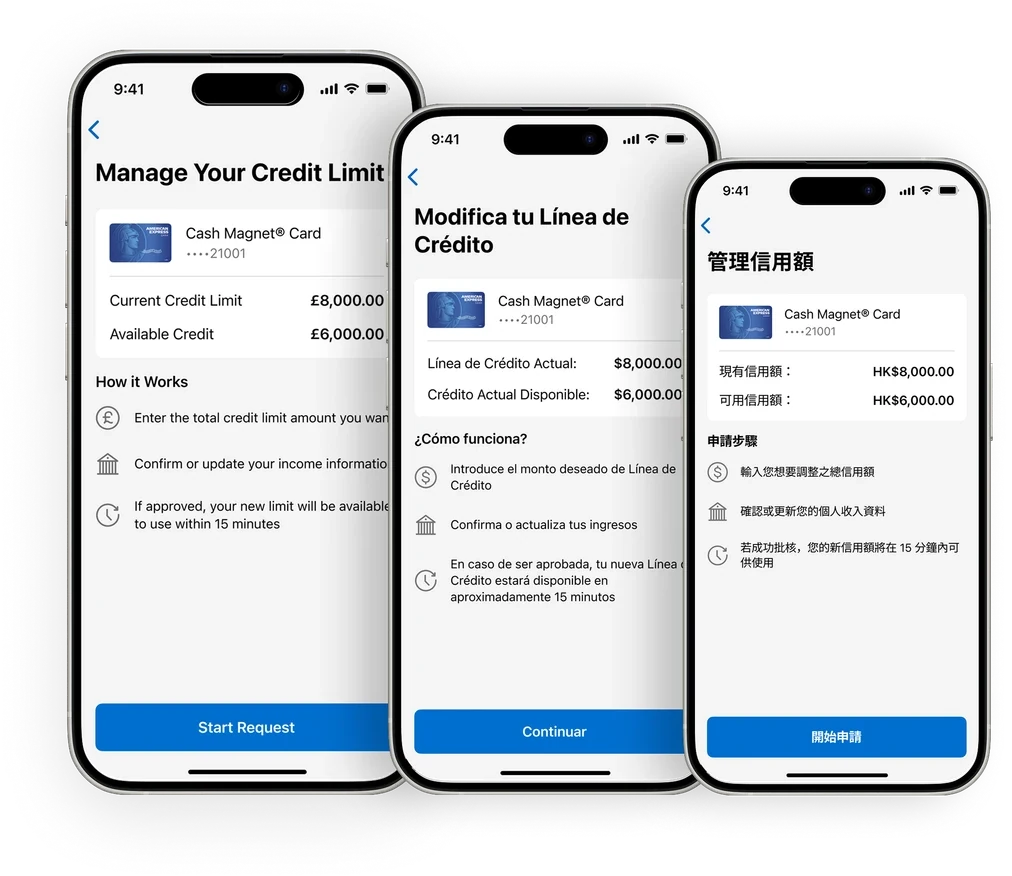 9:41
Manage Your Credit Limit
AMERICAN
EXPRESS
Cash Magnet® Card
••••21001
Current Credit Limit £8,000.00
Available Credit £6,000.00
How it Works
Enter the total credit limit amount you
Confirm or update your income
If approved, your new limit will be available
to use within 15 minutes
Start Request
9:41
Modifica tu Línea de
Crédito
AMERICAN
EXPRESS
Cash Magnet® Card
••••21001
Línea de Crédito Actual: $8,000.00
Crédito Actual Disponible: $6,000.00
¿Cómo funciona?
Introduce el monto deseado de Línea de
Crédito
Confirma o actualiza tus ingresos
En caso de ser aprobada, tu nueva Línea
Crédito estará disponible en
aproximadamente 15 minutos
Continuar
9:41
管理信用額
AMERICAN
EXPRESS
Cash Magnet® Card
••••21001
現有信用額： HK$8,000.00
可用信用額： HK$6,000.00
申請步驟
輸入您想要調整之總信用額
確認或更新您的個人收入資料
若成功批核，您的新信用額將在 15 分鐘內可
供使用
開始申請